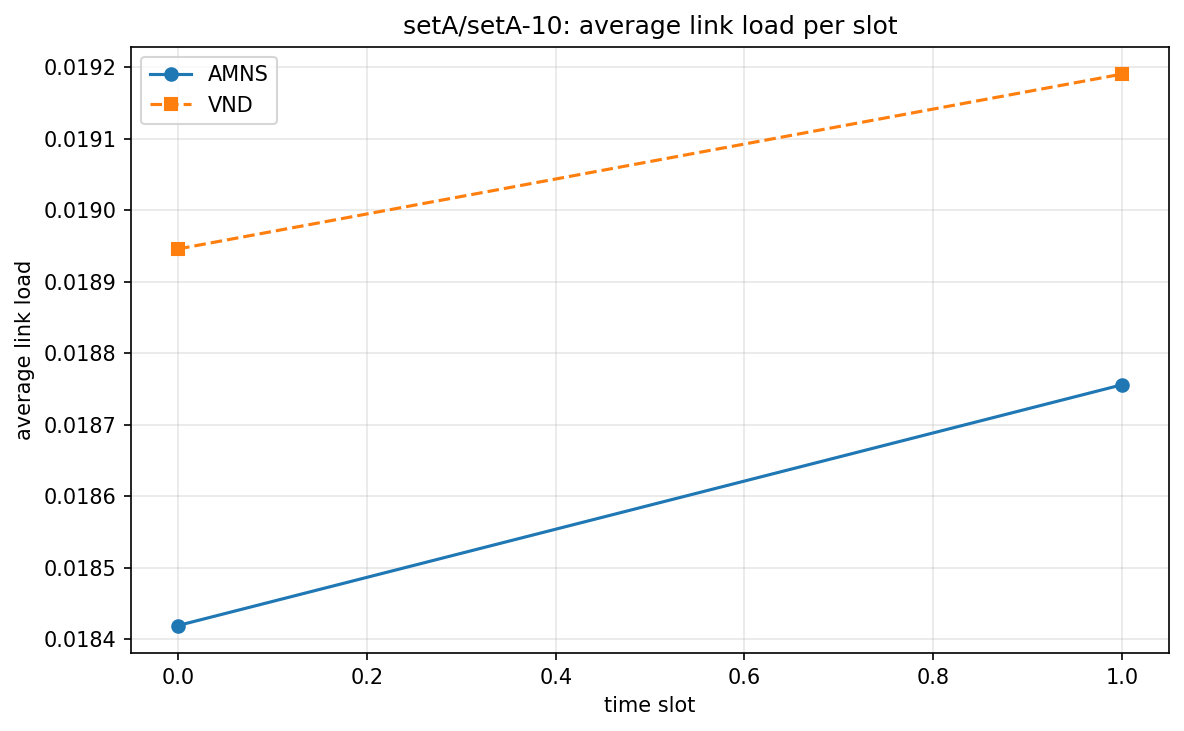 setA/setA-10: average link load per slot
AMNS
VND
0.0192
0.0191
0.0190
0.0189
0.0188
0.0187
0.0186
0.0185
0.0184
average link load
0.0 0.2 0.4 0.6 0.8 1.0
time slot